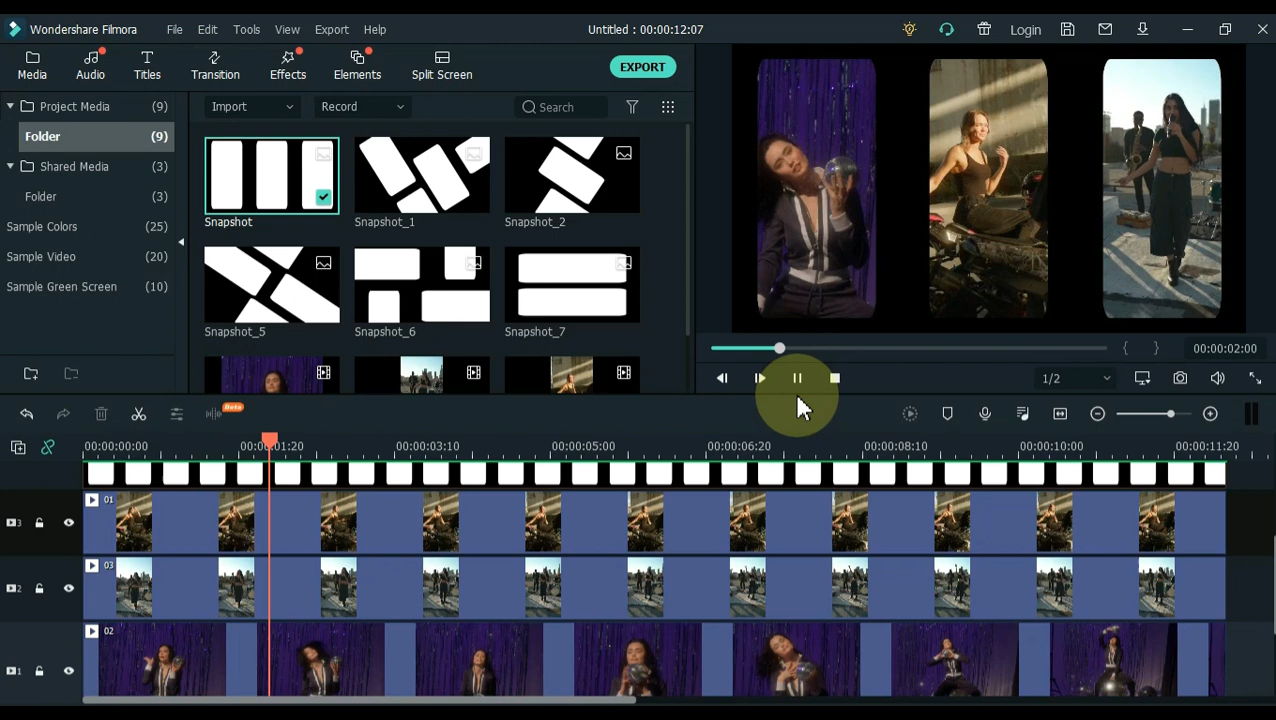 Wondershare Filmora
File Edit Tools View Export Help
Untitled : 00:00:12:07
Login
Media Audio Titles Transition Effects Elements Split Screen
EXPORT
Project Media (9)
Import Record Search
Folder (9)
Shared Media (3)
Folder (3)
Sample Colors (25)
Sample Video (20)
Sample Green Screen (10)
Snapshot Snapshot_1 Snapshot_2
Snapshot_5 Snapshot_6 Snapshot_7
00:00:02:00
1/2
Beta
00:00:00:00 00:00:01:20 00:00:03:10 00:00:05:00 00:00:06:20 00:00:08:10 00:00:10:00 00:00:11:20
01
3
03
2
02
1